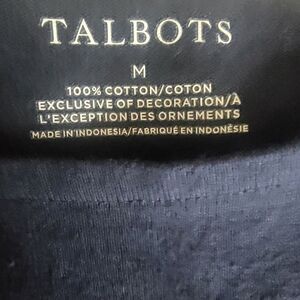 TALBOTS
M
100% COTTON/COTON
EXCLUSIVE OF DECORATION/À
L'EXCEPTION DES ORNEMENTS
MADE IN INDONESIA/FABRIQUÉ EN INDONÉSIE